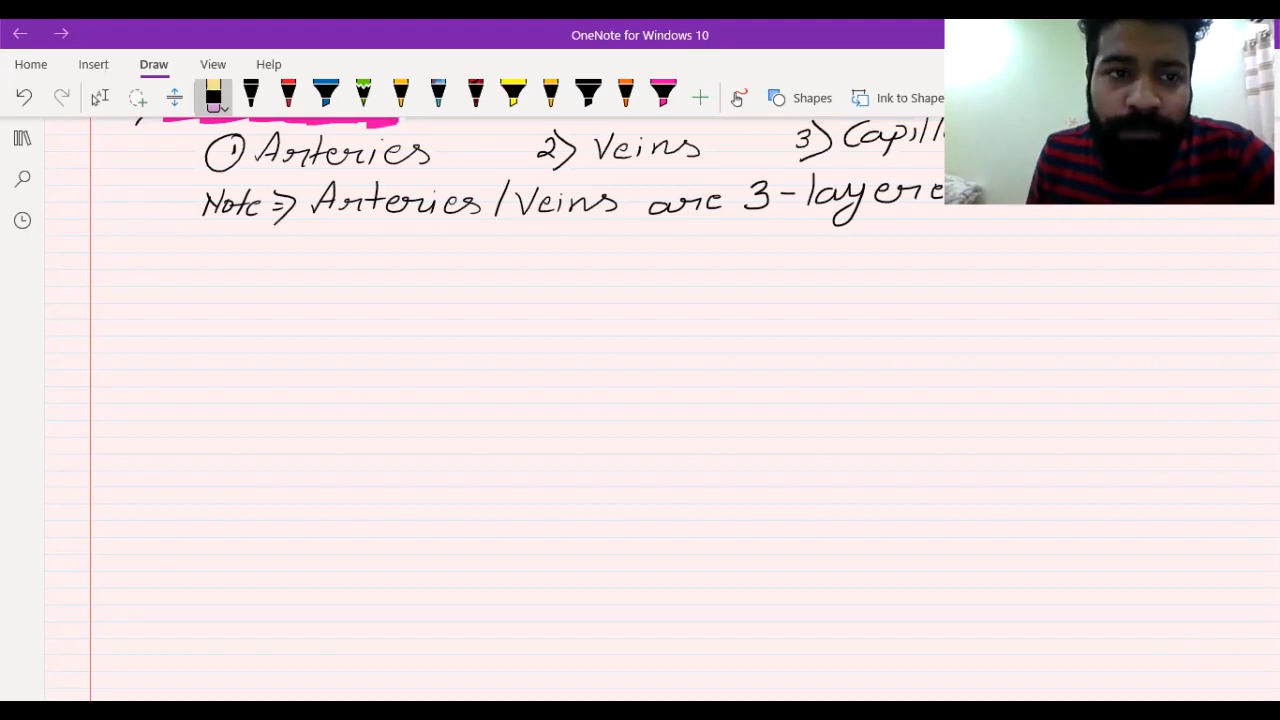 OneNote for Windows 10
Home Insert Draw View Help
Shapes Ink to Shape
1) Arteries 2) Veins 3) Capill
Note => Arteries / Veins are 3-layere